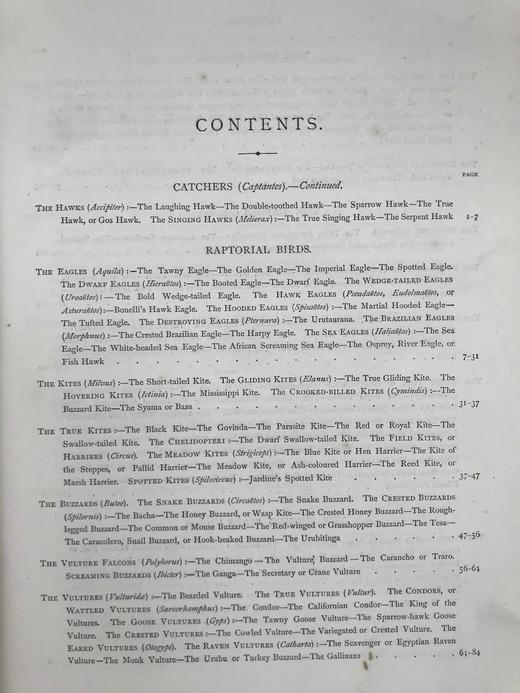 CONTENTS.
PAGE
CATCHERS (Captantes).—Continued.
THE HAWKS (Accipiter) :—The Laughing Hawk—The Double-toothed Hawk—The Sparrow Hawk—The True
Hawk, or Gos Hawk. THE SINGING HAWKS (Melierax) :—The True Singing Hawk—The Serpent Hawk 1-7
RAPTORIAL BIRDS.
THE EAGLES (Aquila) :—The Tawny Eagle—The Golden Eagle—The Imperial Eagle—The Spotted Eagle.
THE DWARF EAGLES (Hieraëtos) :—The Booted Eagle—The Dwarf Eagle. THE WEDGE-TAILED EAGLES
(Uroaëtos) :—The Bold Wedge-tailed Eagle. THE HAWK EAGLES (Pseudaëtos, Eudolmaëtos, or
Asturaëtos):—Bonelli's Hawk Eagle. THE HOODED EAGLES (Spizaëtos) :—The Martial Hooded Eagle—
The Tufted Eagle. THE DESTROYING EAGLES (Pternura) :—The Urutaurana. THE BRAZILIAN EAGLES
(Morphnus) :—The Crested Brazilian Eagle—The Harpy Eagle. THE SEA EAGLES (Haliaëtos) :—The Sea
Eagle—The White-headed Sea Eagle—The African Screaming Sea Eagle—The Osprey, River Eagle, or
Fish Hawk . . . . . . . . . . . . 7-31
THE KITES (Milvus) :—The Short-tailed Kite. THE GLIDING KITES (Elanus) :—The True Gliding Kite. THE
HOVERING KITES (Ictinia) :—The Mississippi Kite. THE CROOKED-BILLED KITES (Cymindis) :—The
Buzzard Kite—The Syama or Baza . . . . . . . . . 31-37
THE TRUE KITES :—The Black Kite—The Govinda—The Parasite Kite—The Red or Royal Kite—The
Swallow-tailed Kite. THE CHELIDOPTERI :—The Dwarf Swallow-tailed Kite. THE FIELD KITES, or
HARRIERS (Circus). THE MEADOW KITES (Strigiceps) :—The Blue Kite or Hen Harrier—The Kite of
the Steppes, or Pallid Harrier—The Meadow Kite, or Ash-coloured Harrier—The Reed Kite, or
Marsh Harrier. SPOTTED KITES (Spilocircus) :—Jardine's Spotted Kite . . . . . 37-47
THE BUZZARDS (Buteo). THE SNAKE BUZZARDS (Circaëtos) :—The Snake Buzzard. THE CRESTED BUZZARDS
(Spilornis) :—The Bacha—The Honey Buzzard, or Wasp Kite—The Crested Honey Buzzard—The Rough-
legged Buzzard—The Common or Mouse Buzzard—The Red-winged or Grasshopper Buzzard—The Tesa—
The Caracolero, Snail Buzzard, or Hook-beaked Buzzard—The Urubitinga . . . . . 47-56
THE VULTURE FALCONS (Polyborus) :—The Chimango—The Vulture Buzzard—The Carancho or Traro.
SCREAMING BUZZARDS (Ibicter) :—The Ganga—The Secretary or Crane Vulture . . . . 56-64
THE VULTURES (Vulturidæ) :—The Bearded Vulture. THE TRUE VULTURES (Vultur). THE CONDORS, or
WATTLED VULTURES (Sarcorhamphus) :—The Condor—The Californian Condor—The King of the
Vultures. THE GOOSE VULTURES (Gyps) :—The Tawny Goose Vulture—The Sparrow-hawk Goose
Vulture. THE CRESTED VULTURES :—The Cowled Vulture—The Variegated or Crested Vulture. THE
EARED VULTURES (Otogyps). THE RAVEN VULTURES (Catharta) :—The Scavenger or Egyptian Raven
Vulture—The Monk Vulture—The Urubu or Turkey Buzzard—The Gallinazo . . . . . 64-84